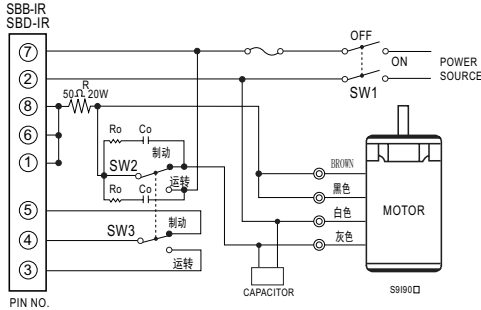 SBB-IR
SBD-IR
7
2
8
6
1
5
4
3
PIN NO.
R
50Ω 20W
Ro Co
制动
SW2
运转
Ro Co
制动
SW3
运转
OFF
ON
SW1
POWER
SOURCE
BROWN
黑色
白色
灰色
MOTOR
CAPACITOR
S9I90□